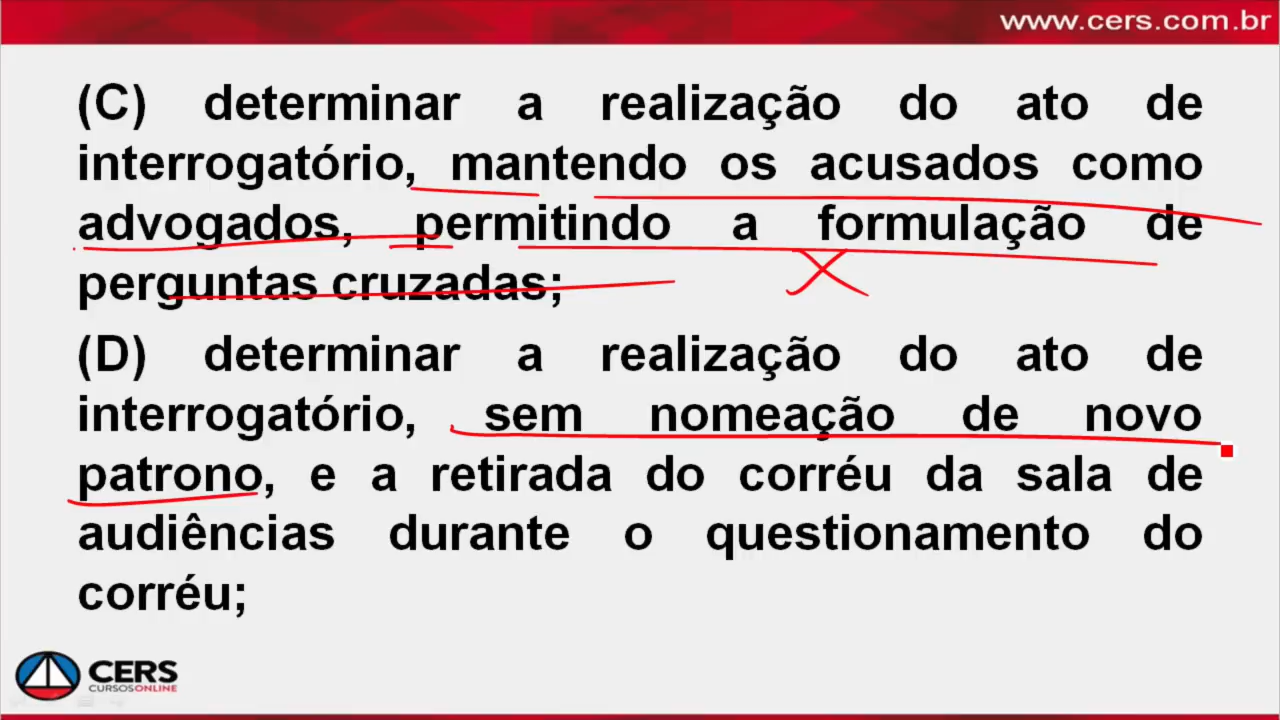 www.cers.com.br
(C) determinar a realização do ato de
interrogatório, mantendo os acusados como
advogados, permitindo a formulação de
perguntas cruzadas;
(D) determinar a realização do ato de
interrogatório, sem nomeação de novo
patrono, e a retirada do corréu da sala de
audiências durante o questionamento do
corréu;
CERS
CURSOSONLINE